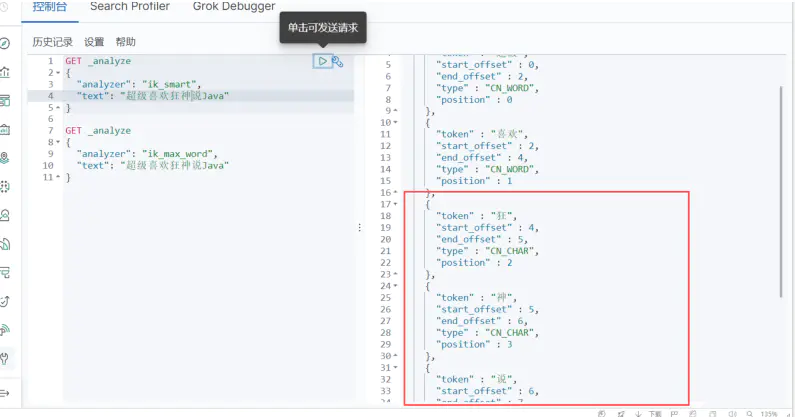 控制台 Search Profiler Grok Debugger
单击可发送请求
历史记录 设置 帮助
1 GET _analyze
2 {
3 "analyzer": "ik_smart",
4 "text": "超级喜欢狂神说Java"
5 }
6
7 GET _analyze
8 {
9 "analyzer": "ik_max_word",
10 "text": "超级喜欢狂神说Java"
11 }
5 "start_offset" : 0,
6 "end_offset" : 2,
7 "type" : "CN_WORD",
8 "position" : 0
9 },
10 {
11 "token" : "喜欢",
12 "start_offset" : 2,
13 "end_offset" : 4,
14 "type" : "CN_WORD",
15 "position" : 1
16 },
17 {
18 "token" : "狂",
19 "start_offset" : 4,
20 "end_offset" : 5,
21 "type" : "CN_CHAR",
22 "position" : 2
23 },
24 {
25 "token" : "神",
26 "start_offset" : 5,
27 "end_offset" : 6,
28 "type" : "CN_CHAR",
29 "position" : 3
30 },
31 {
32 "token" : "说",
33 "start_offset" : 6,
下载 135%